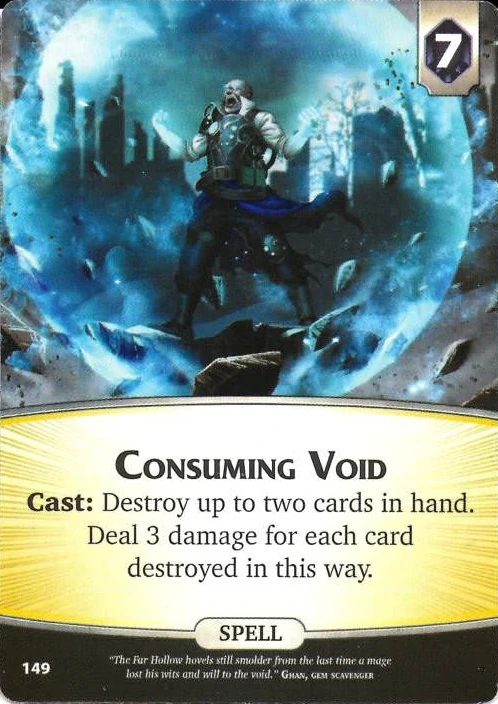 7
CONSUMING VOID
Cast: Destroy up to two cards in hand.
Deal 3 damage for each card
destroyed in this way.
SPELL
149
"The Far Hollow hovels still smolder from the last time a mage
lost his wits and will to the void." GHAN, GEM SCAVENGER